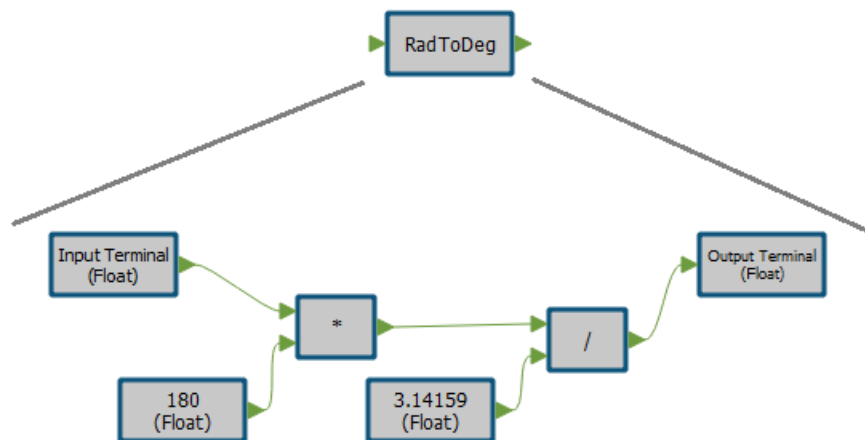 RadToDeg
Input Terminal
(Float)
Output Terminal
(Float)
*
/
180
(Float)
3.14159
(Float)